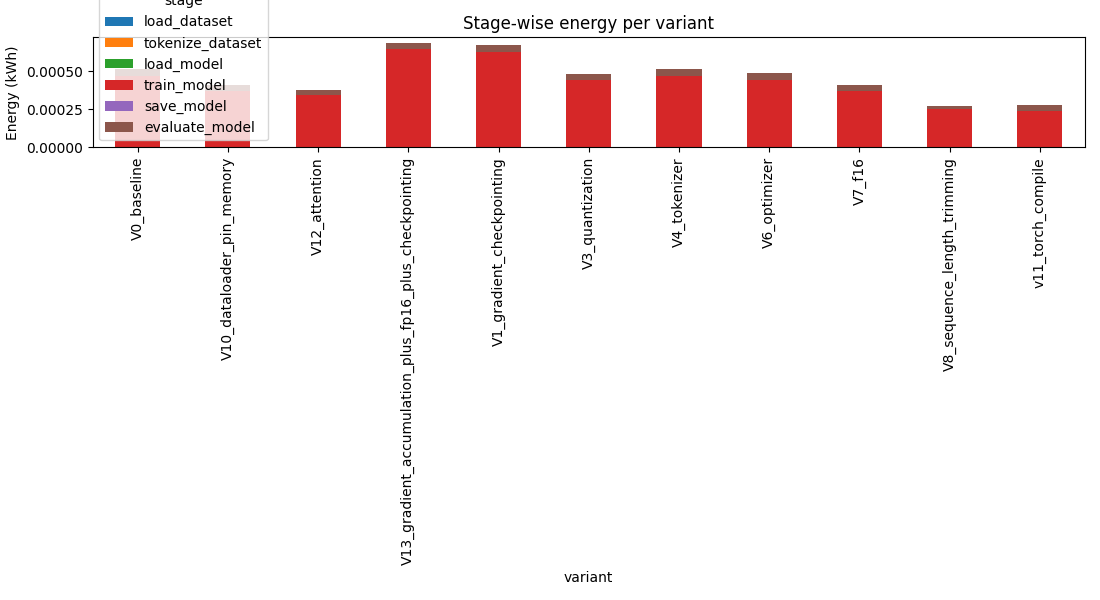 Stage-wise energy per variant
stage
load_dataset
tokenize_dataset
load_model
train_model
save_model
evaluate_model
Energy (kWh)
0.00050
0.00025
0.00000
V0_baseline
V10_dataloader_pin_memory
V12_attention
V13_gradient_accumulation_plus_fp16_plus_checkpointing
V1_gradient_checkpointing
V3_quantization
V4_tokenizer
V6_optimizer
V7_f16
V8_sequence_length_trimming
v11_torch_compile
variant